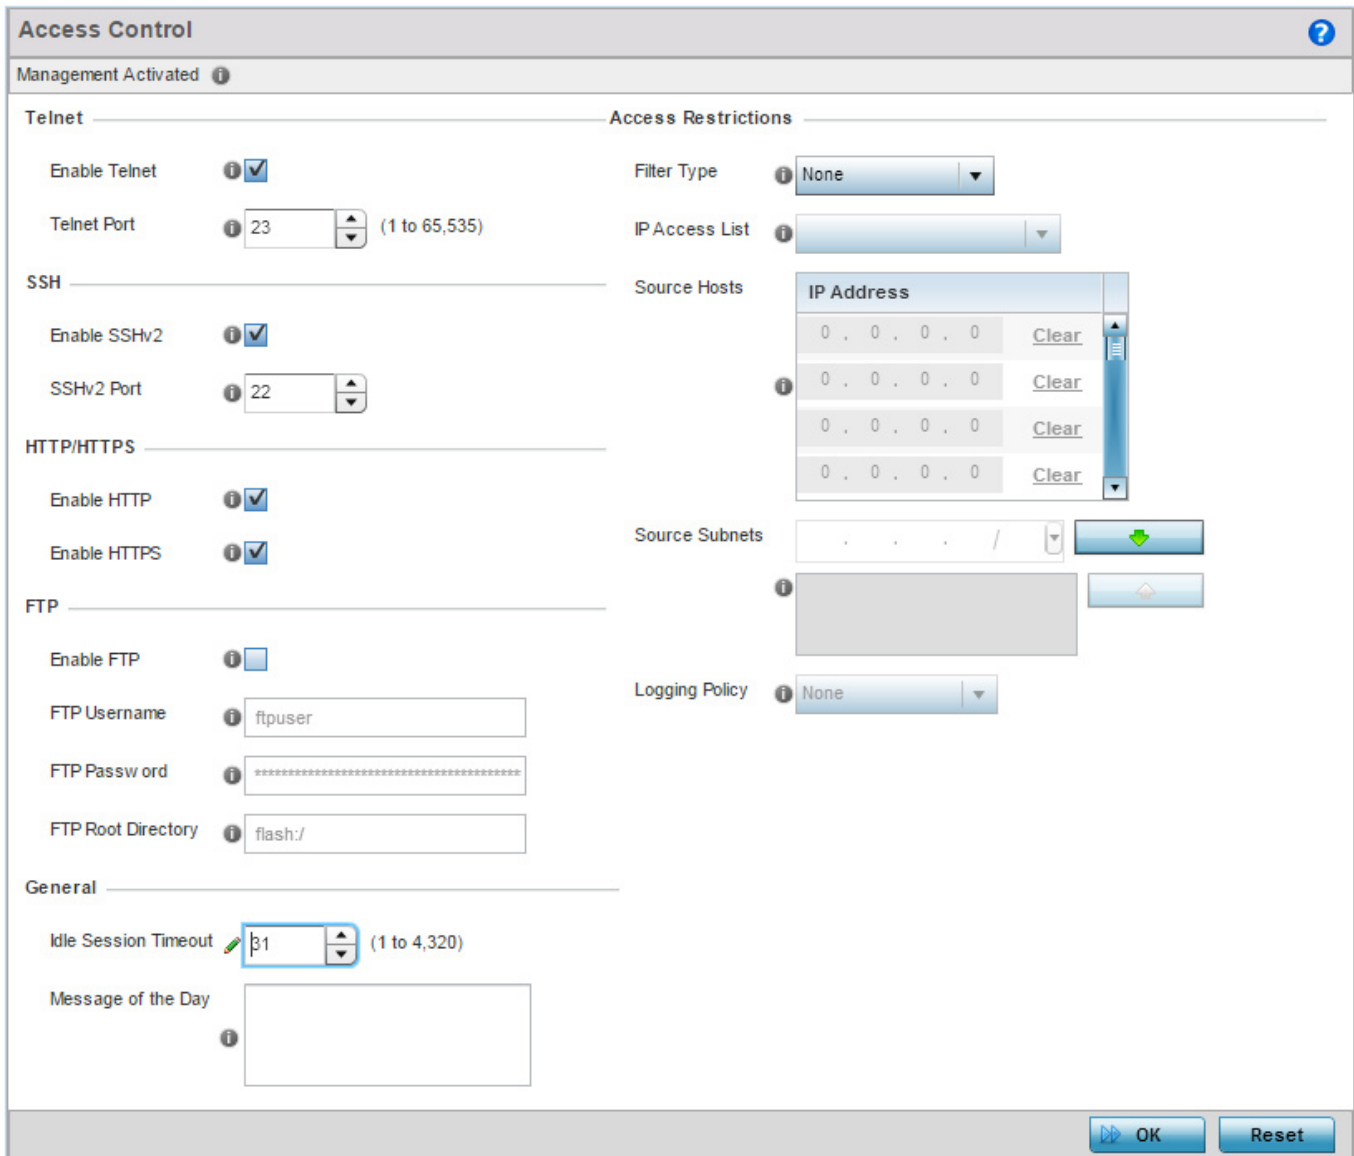 Access Control
?
Management Activated
Telnet
Enable Telnet
Telnet Port
23
(1 to 65,535)
SSH
Enable SSHv2
SSHv2 Port
22
HTTP/HTTPS
Enable HTTP
Enable HTTPS
FTP
Enable FTP
FTP Username
ftpuser
FTP Password
****************************************
FTP Root Directory
flash:/
General
Idle Session Timeout
31
(1 to 4,320)
Message of the Day
Access Restrictions
Filter Type
None
IP Access List
Source Hosts
IP Address
0 . 0 . 0 . 0 Clear
0 . 0 . 0 . 0 Clear
0 . 0 . 0 . 0 Clear
0 . 0 . 0 . 0 Clear
Source Subnets
. . . /
Logging Policy
None
OK
Reset